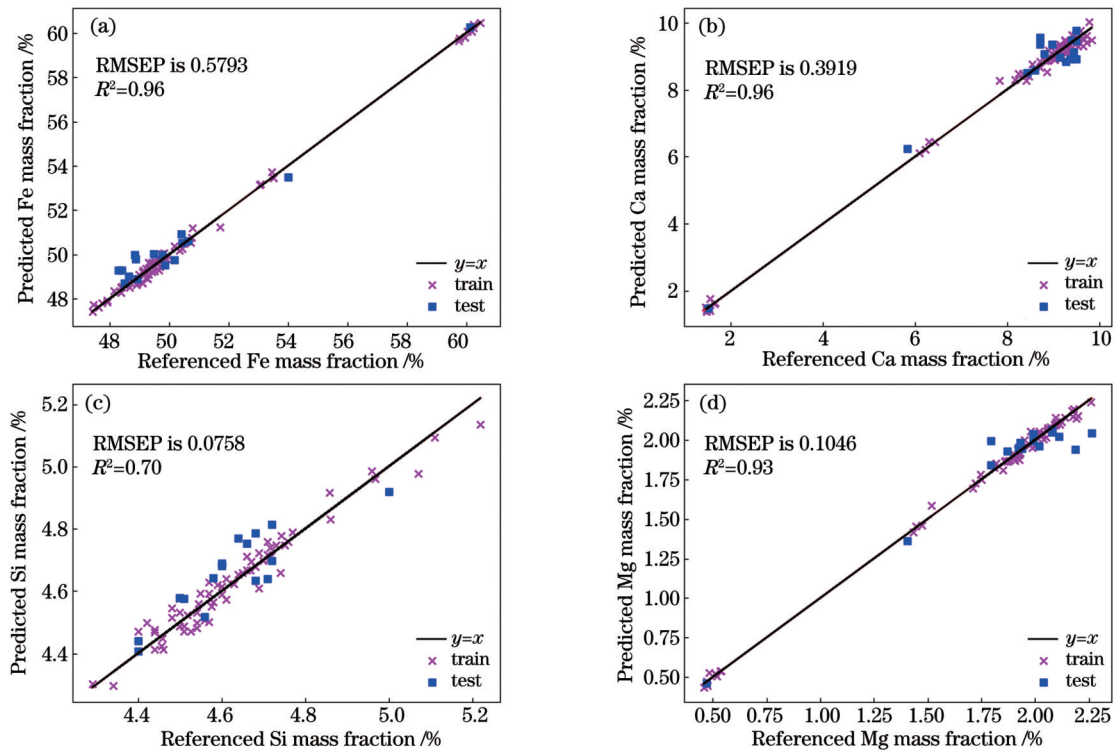 (a)
RMSEP is 0.5793
R²=0.96
Predicted Fe mass fraction /%
60
58
56
54
52
50
48
y=x
train
test
48 50 52 54 56 58 60
Referenced Fe mass fraction /%
(b)
RMSEP is 0.3919
R²=0.96
Predicted Ca mass fraction /%
10
8
6
4
2
y=x
train
test
2 4 6 8 10
Referenced Ca mass fraction /%
(c)
RMSEP is 0.0758
R²=0.70
Predicted Si mass fraction /%
5.2
5.0
4.8
4.6
4.4
y=x
train
test
4.4 4.6 4.8 5.0 5.2
Referenced Si mass fraction /%
(d)
RMSEP is 0.1046
R²=0.93
Predicted Mg mass fraction /%
2.25
2.00
1.75
1.50
1.25
1.00
0.75
0.50
y=x
train
test
0.50 0.75 1.00 1.25 1.50 1.75 2.00 2.25
Referenced Mg mass fraction /%